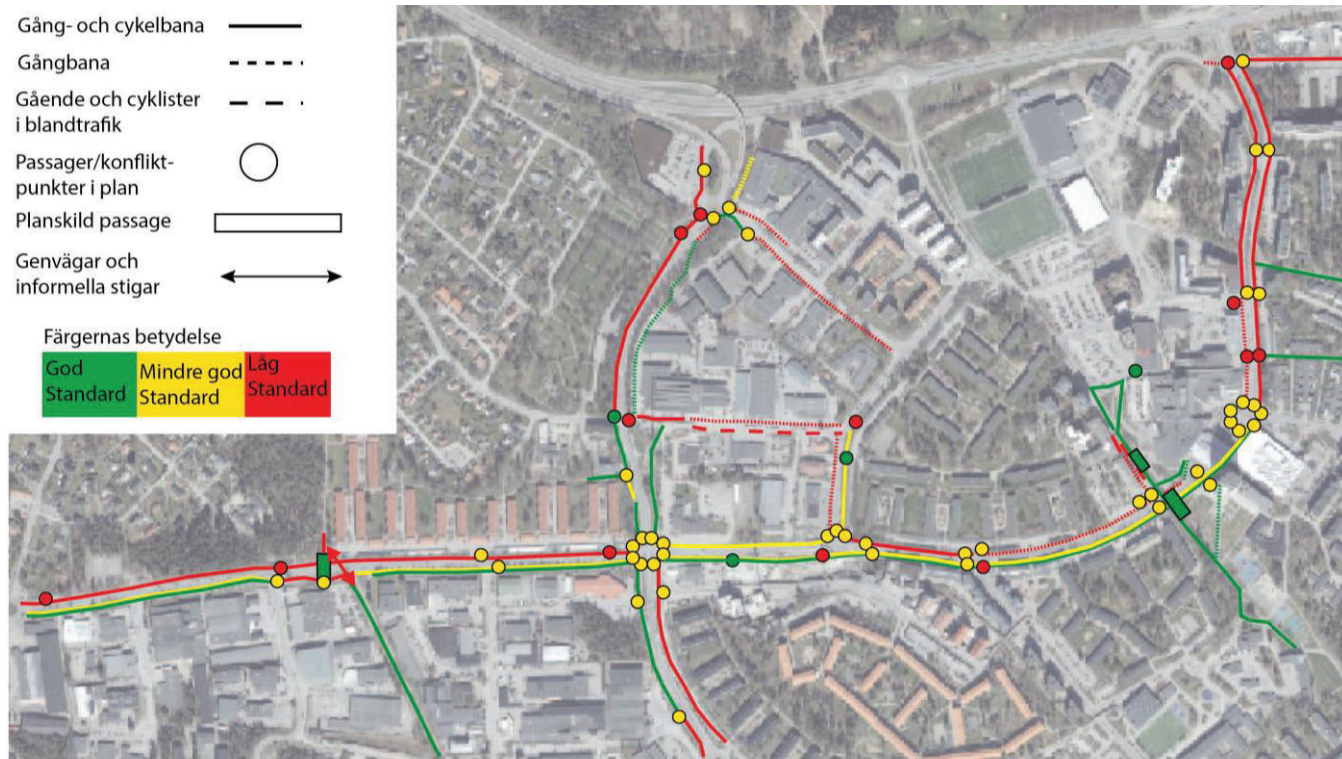 Gång- och cykelbana
Gångbana
Gående och cyklister
i blandtrafik
Passager/konflikt-
punkter i plan
Planskild passage
Genvägar och
informella stigar
Färgernas betydelse
God
Standard
Mindre god
Standard
Låg
Standard